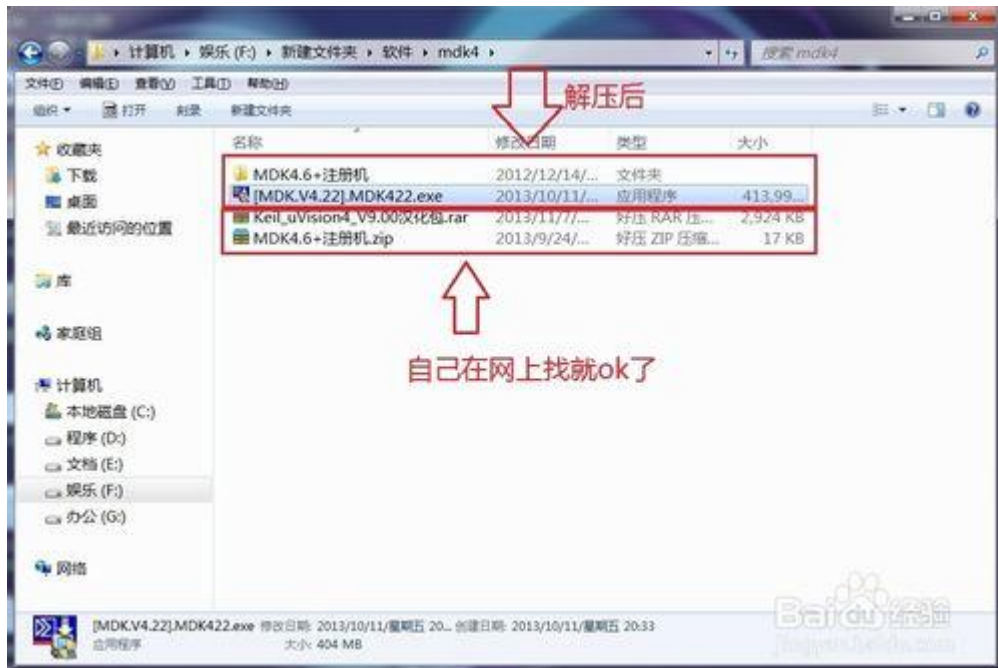 计算机 ▸ 娱乐 (F:) ▸ 新建文件夹 ▸ 软件 ▸ mdk4 ▸
搜索 mdk4
文件(F) 编辑(E) 查看(V) 工具(T) 帮助(H)
组织 打开 刻录 新建文件夹
解压后
名称 修改日期 类型 大小
收藏夹
下载
桌面
最近访问的位置
库
家庭组
计算机
本地磁盘 (C:)
程序 (D:)
文档 (E:)
娱乐 (F:)
办公 (G:)
网络
MDK4.6+注册机 2012/12/14/... 文件夹
[MDK.V4.22].MDK422.exe 2013/10/11/... 应用程序 413,99...
Keil_uVision4_V9.00汉化包.rar 2013/11/7/... 好压 RAR 压... 2,924 KB
MDK4.6+注册机.zip 2013/9/24/... 好压 ZIP 压缩... 17 KB
自己在网上找就ok了
[MDK.V4.22].MDK422.exe 修改日期: 2013/10/11/星期五 20... 创建日期: 2013/10/11/星期五 20:33
应用程序 大小: 404 MB
Baidu经验
jingyan.baidu.com